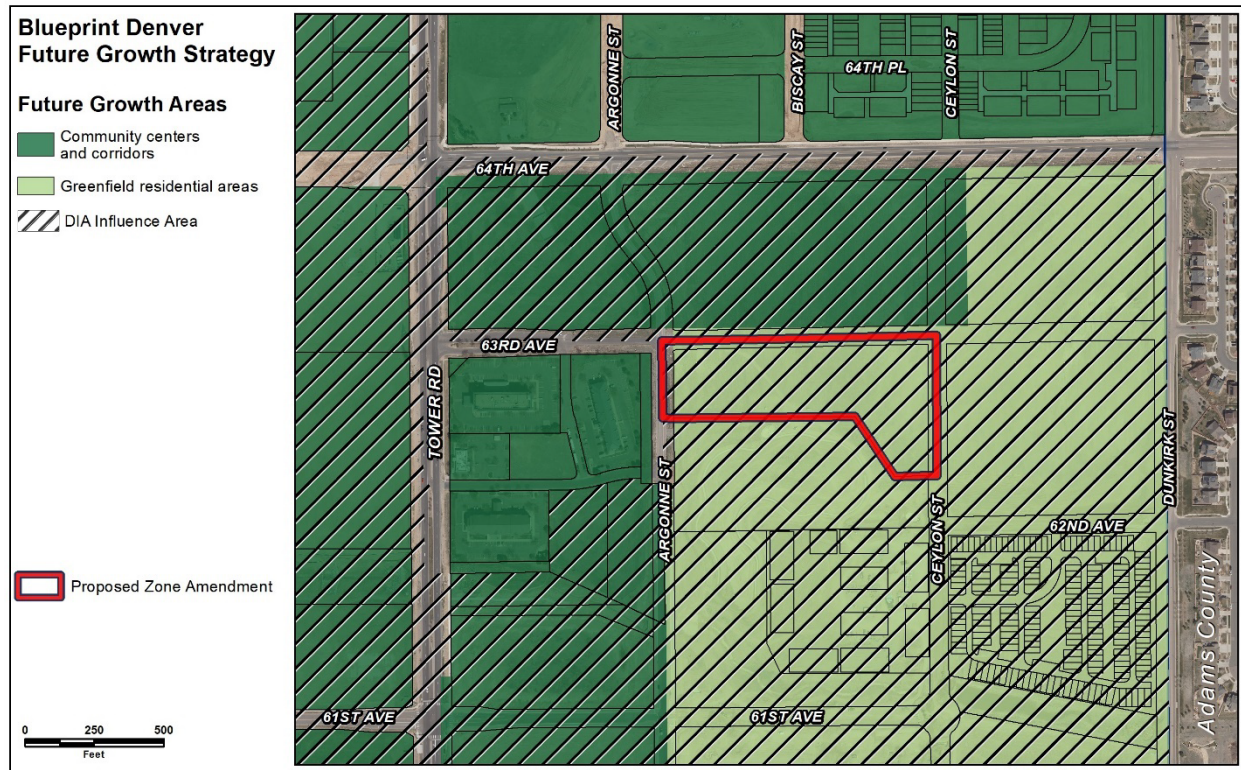 Blueprint Denver
Future Growth Strategy
Future Growth Areas
Community centers
and corridors
Greenfield residential areas
DIA Influence Area
Proposed Zone Amendment
0 250 500
Feet
ARGONNE ST
BISCAY ST
CEYLON ST
64TH PL
64TH AVE
63RD AVE
TOWER RD
ARGONNE ST
CEYLON ST
DUNKIRK ST
62ND AVE
Adams County
61ST AVE
61ST AVE